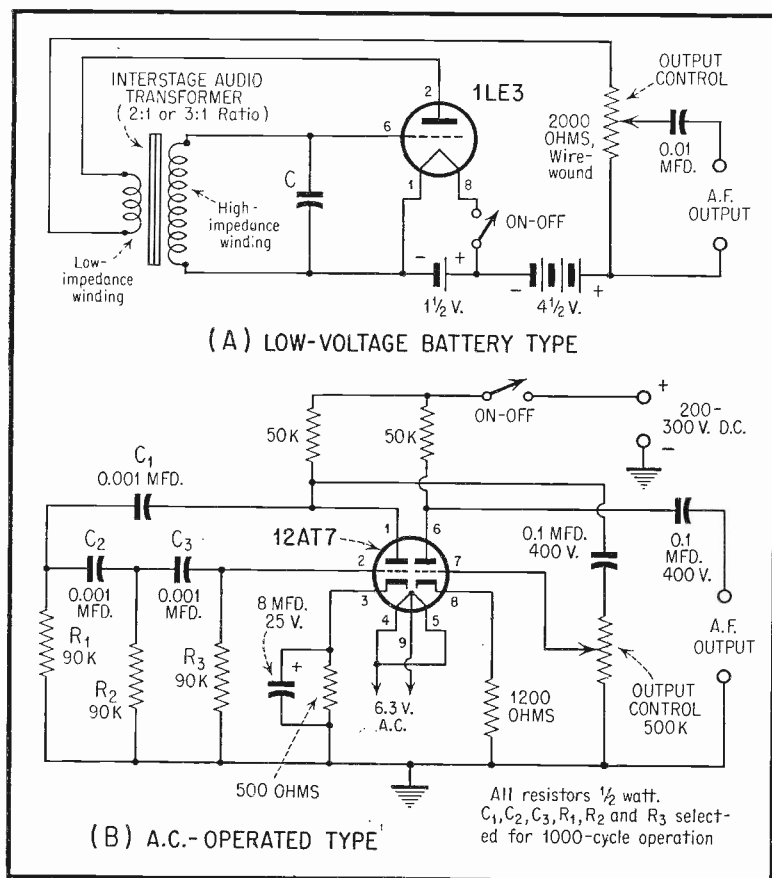 INTERSTAGE AUDIO
TRANSFORMER
(2:1 or 3:1 Ratio)
Low-
impedance
winding
High-
impedance
winding
C
6
2
1LE3
1
8
ON-OFF
-
+
1½ V.
-
+
4½ V.
2000
OHMS,
Wire-
wound
OUTPUT
CONTROL
0.01
MFD.
A.F.
OUTPUT
(A) LOW-VOLTAGE BATTERY TYPE
50K
50K
ON-OFF
+
200-
300 V. D.C.
-
C₁
0.001 MFD.
C₂
0.001
MFD.
C₃
0.001
MFD.
R₁
90K
R₂
90K
R₃
90K
12AT7
1
6
2
7
3
8
4
9
5
8 MFD.
25 V.
+
500 OHMS
6.3 V.
A.C.
1200
OHMS
0.1 MFD.
400 V.
0.1
MFD.
400 V.
OUTPUT
CONTROL
500K
A.F.
OUTPUT
All resistors ½ watt.
C₁,C₂,C₃,R₁,R₂ and R₃ select-
ed for 1000-cycle operation
(B) A.C.-OPERATED TYPE